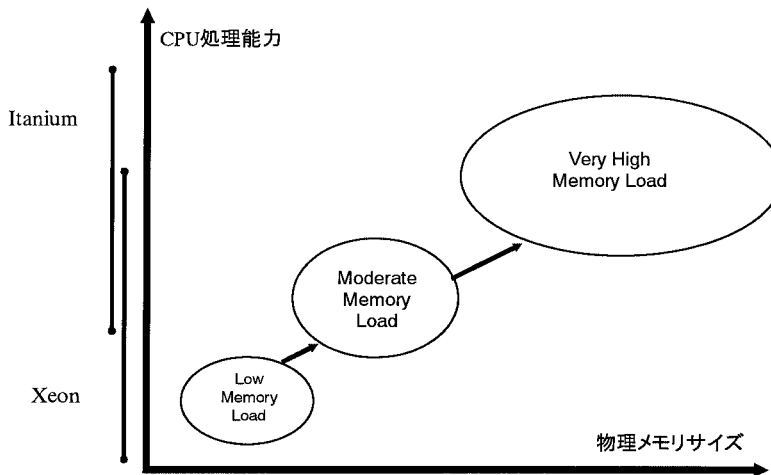 CPU処理能力
Itanium
Very High
Memory Load
Moderate
Memory
Load
Low
Memory
Load
Xeon
物理メモリサイズ